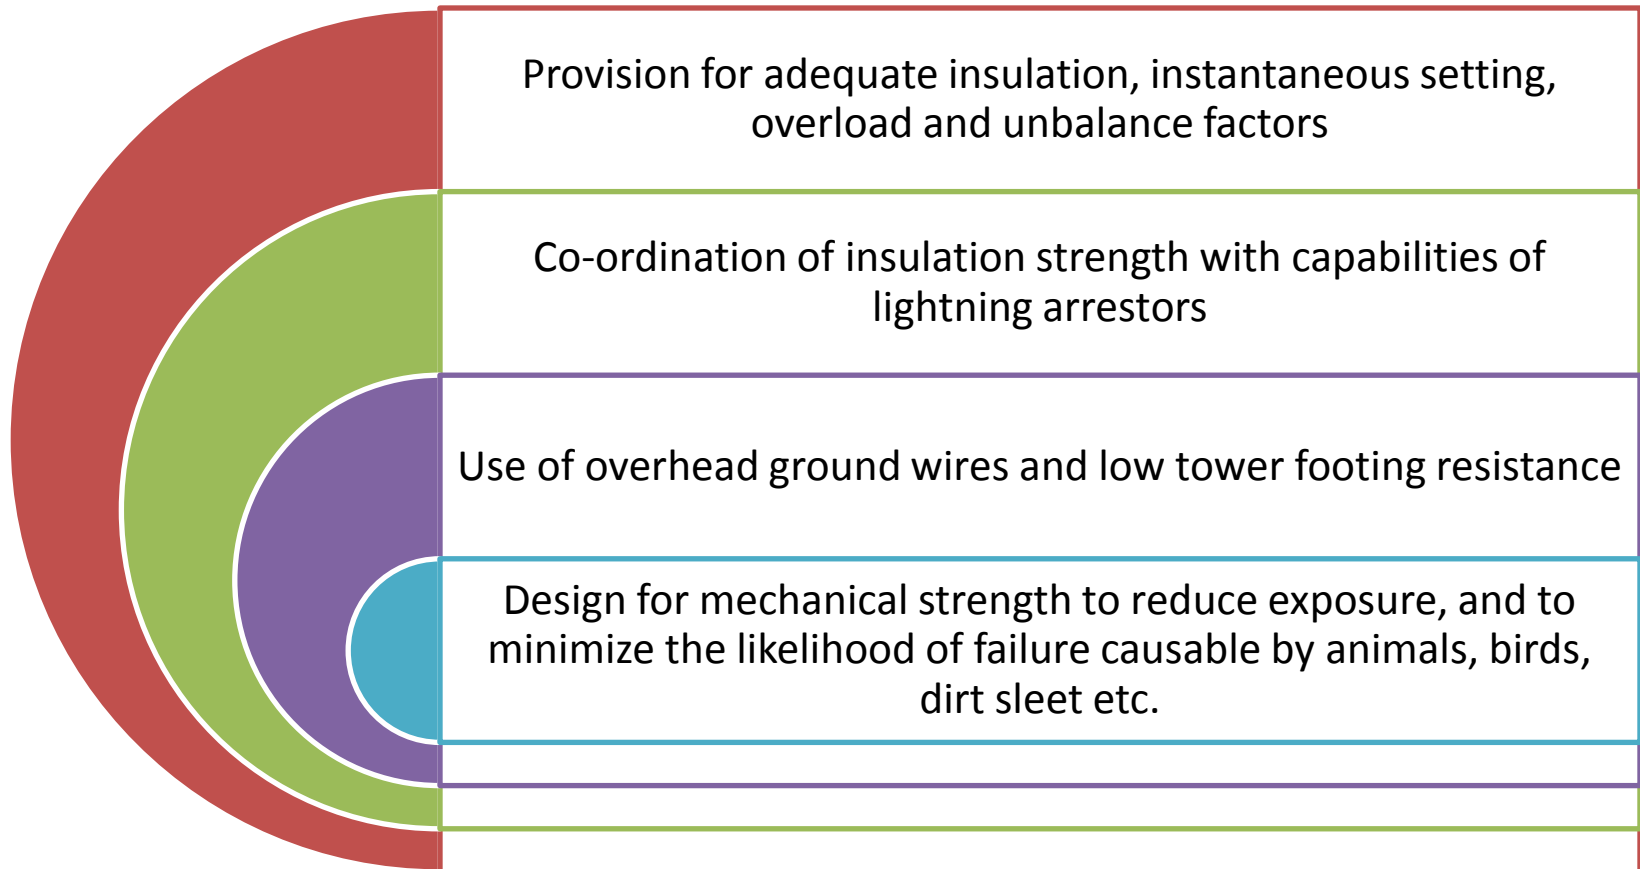 Provision for adequate insulation, instantaneous setting,
overload and unbalance factors
Co-ordination of insulation strength with capabilities of
lightning arrestors
Use of overhead ground wires and low tower footing resistance
Design for mechanical strength to reduce exposure, and to
minimize the likelihood of failure causable by animals, birds,
dirt sleet etc.